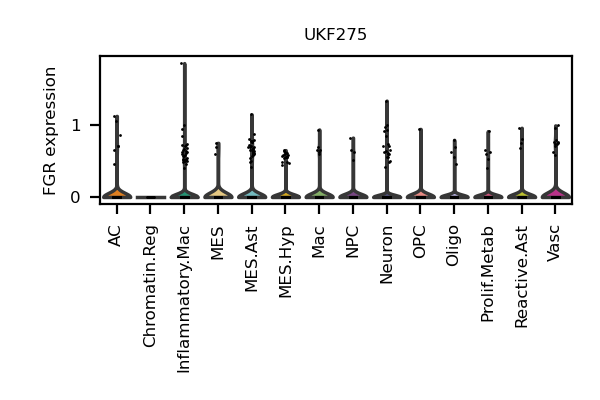 UKF275
FGR expression
1
0
AC
Chromatin.Reg
Inflammatory.Mac
MES
MES.Ast
MES.Hyp
Mac
NPC
Neuron
OPC
Oligo
Prolif.Metab
Reactive.Ast
Vasc